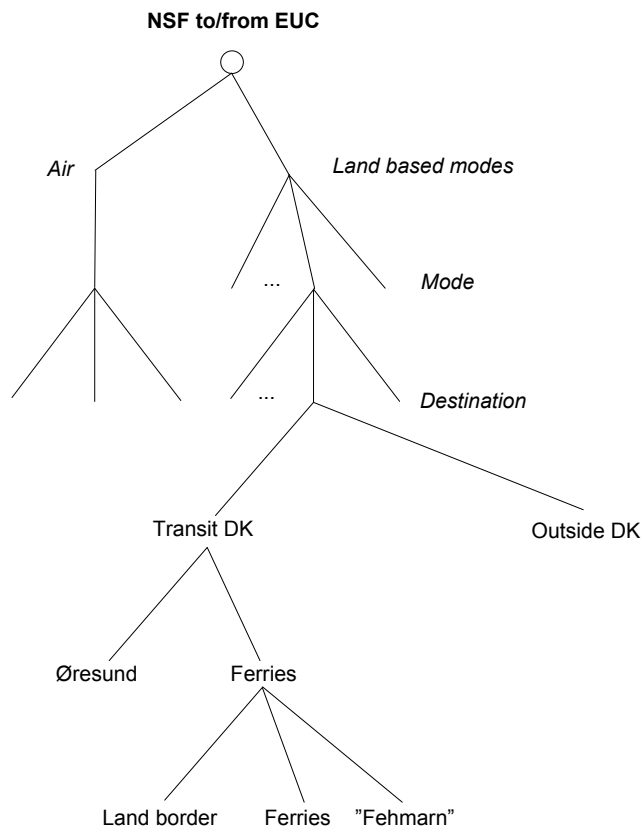 NSF to/from EUC
Air
Land based modes
...
Mode
...
Destination
Transit DK
Outside DK
Øresund
Ferries
Land border
Ferries
”Fehmarn”